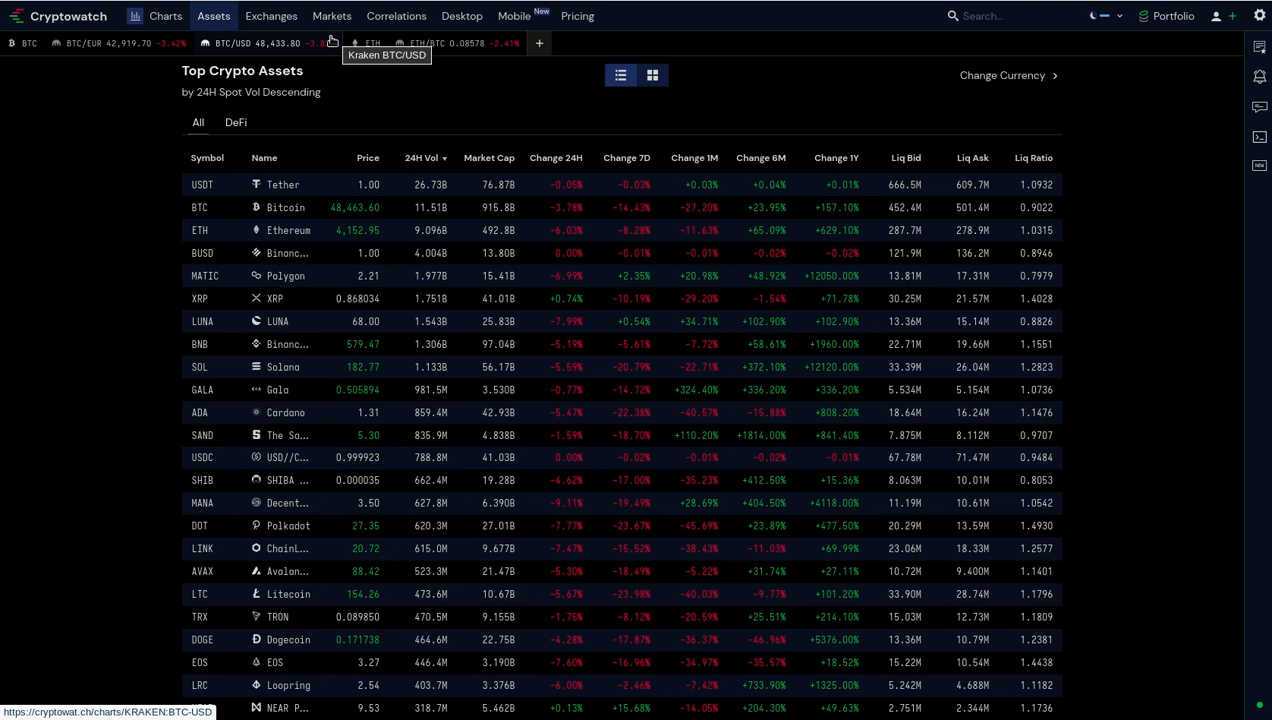 Cryptowatch Charts Assets Exchanges Markets Correlations Desktop Mobile New Pricing Search... Portfolio
BTC BTC/EUR 42,919.70 -3.42% BTC/USD 48,433.80 ETH ETH/BTC 0.08578 -2.41% +
Kraken BTC/USD
Top Crypto Assets Change Currency
by 24H Spot Vol Descending
All DeFi
Symbol Name Price 24H Vol Market Cap Change 24H Change 7D Change 1M Change 6M Change 1Y Liq Bid Liq Ask Liq Ratio
USDT Tether 1.00 26.73B 76.87B -0.05% -0.03% +0.03% +0.04% +0.01% 666.5M 609.7M 1.0932
BTC Bitcoin 48,463.60 11.51B 915.8B -3.78% -14.43% -27.20% +23.95% +157.10% 452.4M 501.4M 0.9022
ETH Ethereum 4,152.95 9.096B 492.8B -6.03% -8.28% -11.63% +65.09% +629.10% 287.7M 278.9M 1.0315
BUSD Binanc... 1.00 4.004B 13.80B 0.00% -0.01% -0.01% -0.02% -0.02% 121.9M 136.2M 0.8946
MATIC Polygon 2.21 1.977B 15.41B -6.99% +2.35% +20.98% +48.92% +12050.00% 13.81M 17.31M 0.7979
XRP XRP 0.868034 1.751B 41.01B +0.74% -10.19% -29.20% -1.54% +71.78% 30.25M 21.57M 1.4028
LUNA LUNA 68.00 1.543B 25.83B -7.99% +0.54% +34.71% +102.90% +102.90% 13.36M 15.14M 0.8826
BNB Binanc... 579.47 1.306B 97.04B -5.19% -5.61% -7.72% +58.61% +1960.00% 22.71M 19.66M 1.1551
SOL Solana 182.77 1.133B 56.17B -5.59% -20.79% -22.71% +372.10% +12120.00% 33.39M 26.04M 1.2823
GALA Gala 0.505894 981.5M 3.530B -0.77% -14.72% +324.40% +336.20% +336.20% 5.534M 5.154M 1.0736
ADA Cardano 1.31 859.4M 42.93B -5.47% -22.38% -40.57% -15.88% +808.20% 18.64M 16.24M 1.1476
SAND The Sa... 5.30 835.9M 4.838B -1.59% -18.70% +110.20% +1814.00% +841.40% 7.875M 8.112M 0.9707
USDC USD//C... 0.999923 788.8M 41.03B 0.00% -0.02% -0.01% -0.02% -0.01% 67.78M 71.47M 0.9484
SHIB SHIBA ... 0.000035 662.4M 19.28B -4.62% -17.00% -35.23% +412.50% +15.36% 8.063M 10.01M 0.8053
MANA Decent... 3.50 627.8M 6.390B -9.11% -19.49% +28.69% +404.50% +4118.00% 11.19M 10.61M 1.0542
DOT Polkadot 27.35 620.3M 27.01B -7.77% -23.67% -45.69% +23.89% +477.50% 20.29M 13.59M 1.4930
LINK ChainL... 20.72 615.0M 9.677B -7.47% -15.52% -38.43% -11.03% +69.99% 23.06M 18.33M 1.2577
AVAX Avalan... 88.42 523.3M 21.47B -5.30% -18.49% -5.22% +31.74% +27.11% 10.72M 9.400M 1.1401
LTC Litecoin 154.26 473.6M 10.67B -5.67% -23.98% -40.03% -9.77% +101.20% 33.90M 28.74M 1.1796
TRX TRON 0.089850 470.5M 9.155B -1.75% -8.12% -20.59% +25.51% +214.10% 15.03M 12.73M 1.1809
DOGE Dogecoin 0.171738 464.6M 22.75B -4.28% -17.87% -36.37% -46.96% +5376.00% 13.36M 10.79M 1.2381
EOS EOS 3.27 446.4M 3.190B -7.60% -16.96% -34.97% -35.57% +18.52% 15.22M 10.54M 1.4438
LRC Loopring 2.54 403.7M 3.376B -6.00% -2.46% -7.42% +733.90% +1325.00% 5.242M 4.688M 1.1182
NEAR P... 9.53 318.7M 5.462B +0.13% +15.68% -14.05% +204.30% +49.63% 2.751M 2.344M 1.1736
https://cryptowat.ch/charts/KRAKEN:BTC-USD